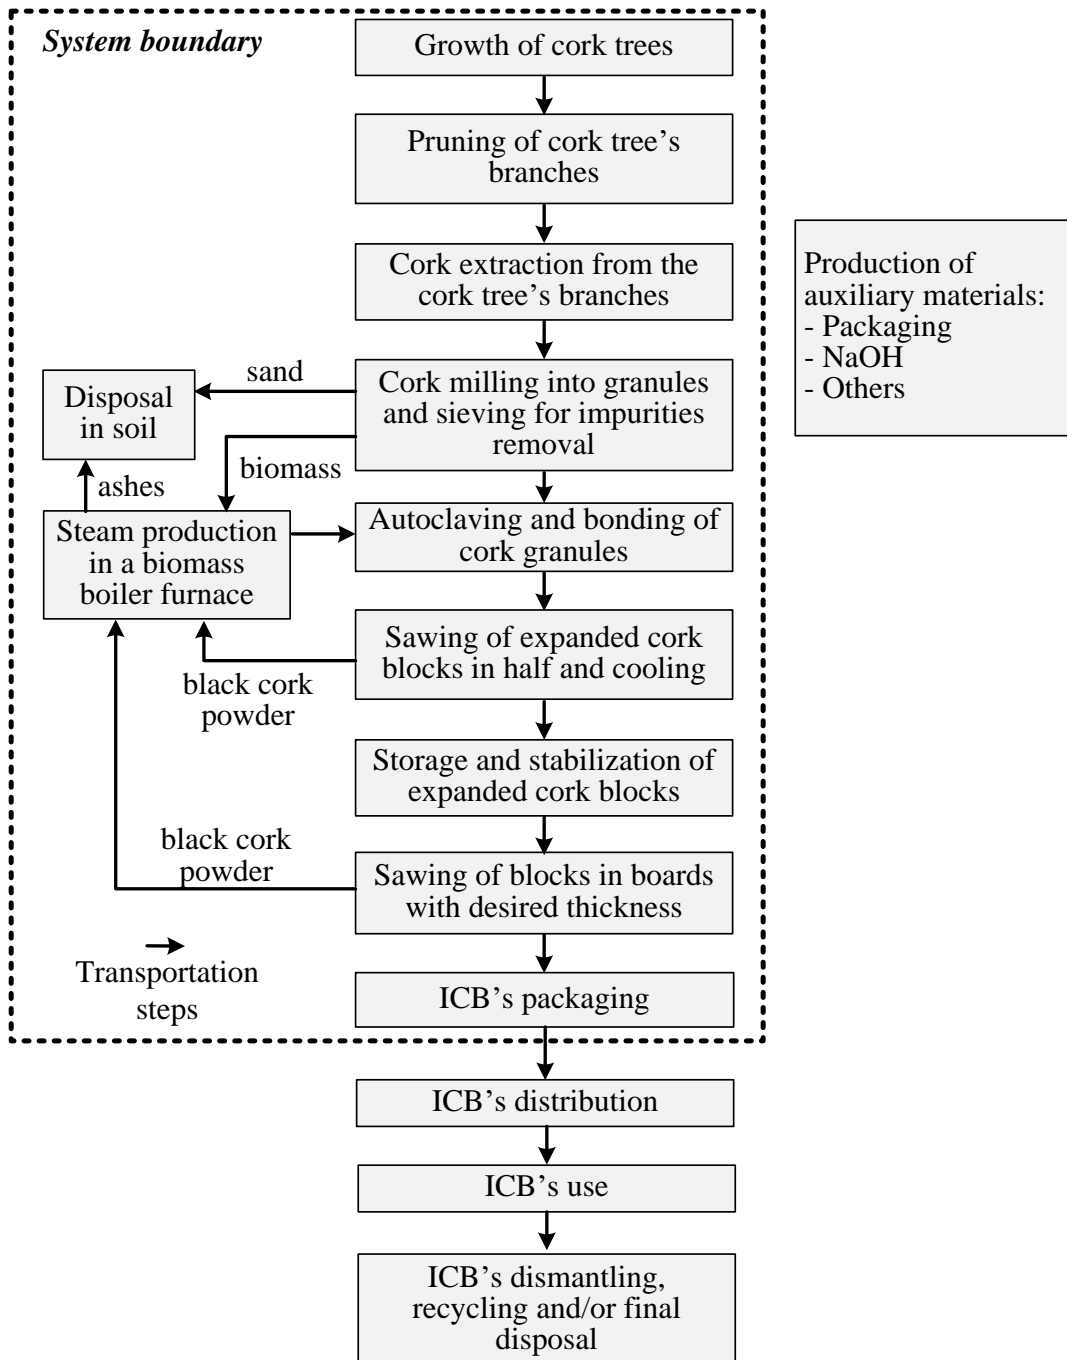 System boundary
Growth of cork trees
Pruning of cork tree’s
branches
Cork extraction from the
cork tree’s branches
Production of
auxiliary materials:
- Packaging
- NaOH
- Others
sand
Cork milling into granules
and sieving for impurities
removal
Disposal
in soil
biomass
ashes
Steam production
in a biomass
boiler furnace
Autoclaving and bonding of
cork granules
Sawing of expanded cork
blocks in half and cooling
black cork
powder
Storage and stabilization of
expanded cork blocks
black cork
powder
Sawing of blocks in boards
with desired thickness
Transportation
steps
ICB’s packaging
ICB’s distribution
ICB’s use
ICB’s dismantling,
recycling and/or final
disposal